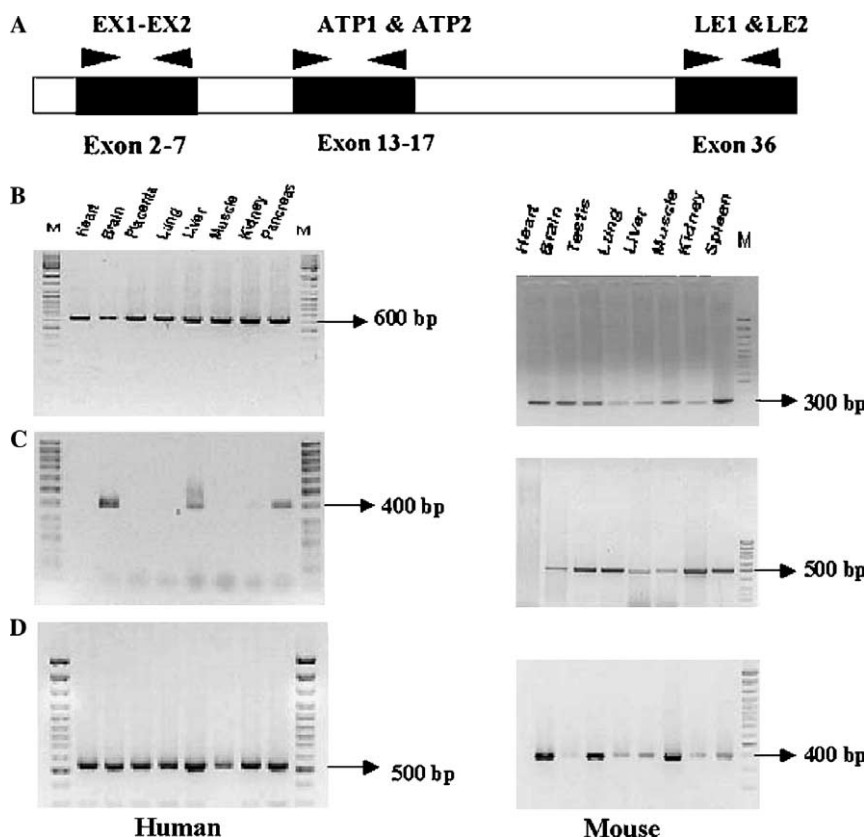 A
EX1-EX2 ATP1 & ATP2 LE1 &LE2
Exon 2-7 Exon 13-17 Exon 36
B
M Heart Brain Placenta Lung Liver Muscle Kidney Pancreas M
Heart Brain Testis Lung Liver Muscle Kidney Spleen M
600 bp
300 bp
C
400 bp
500 bp
D
500 bp
400 bp
Human Mouse